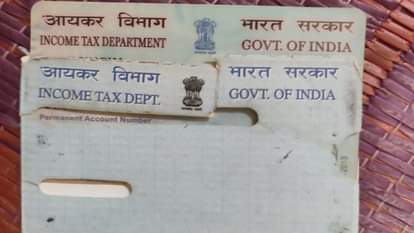 आयकर विभाग भारत सरकार
INCOME TAX DEPARTMENT GOVT. OF INDIA
आयकर विभाग भारत सरकार
INCOME TAX DEPT. GOVT. OF INDIA
Permanent Account Number